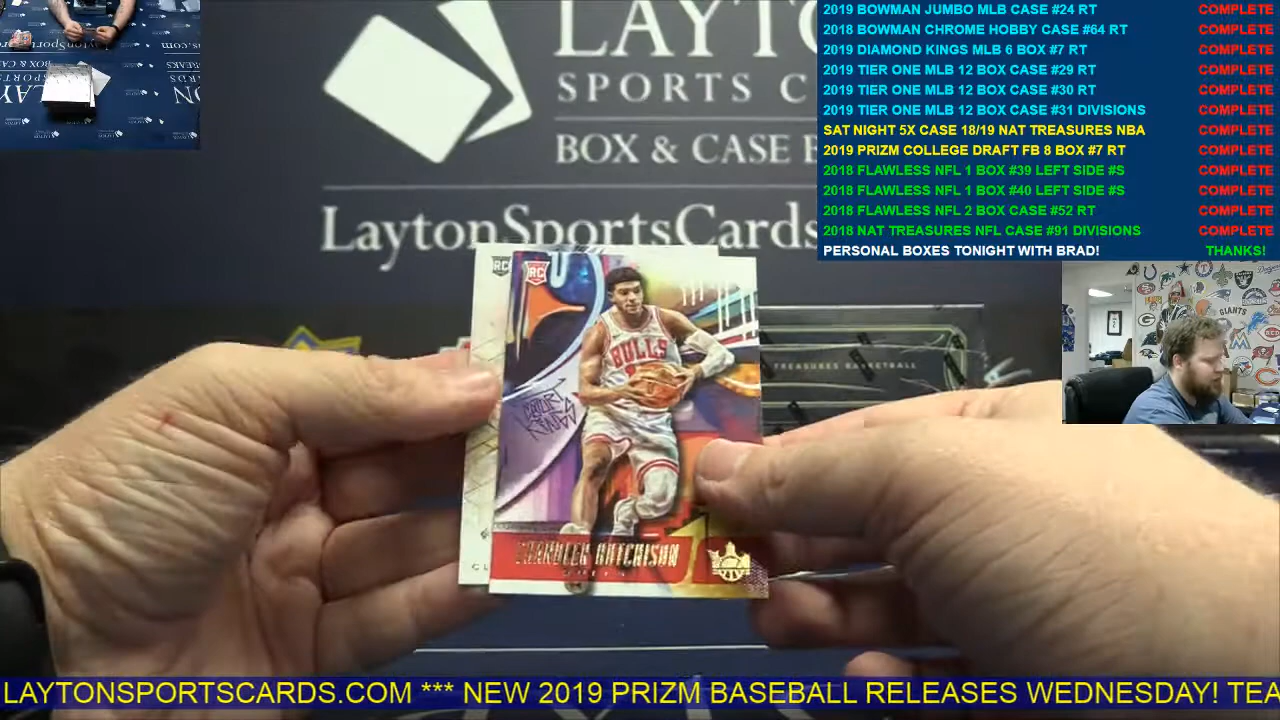 2019 BOWMAN JUMBO MLB CASE #24 RT COMPLETE
2018 BOWMAN CHROME HOBBY CASE #64 RT COMPLETE
2019 DIAMOND KINGS MLB 6 BOX #7 RT COMPLETE
2019 TIER ONE MLB 12 BOX CASE #29 RT COMPLETE
2019 TIER ONE MLB 12 BOX CASE #30 RT COMPLETE
2019 TIER ONE MLB 12 BOX CASE #31 DIVISIONS COMPLETE
SAT NIGHT 5X CASE 18/19 NAT TREASURES NBA COMPLETE
2019 PRIZM COLLEGE DRAFT FB 8 BOX #7 RT COMPLETE
2018 FLAWLESS NFL 1 BOX #39 LEFT SIDE #S COMPLETE
2018 FLAWLESS NFL 1 BOX #40 LEFT SIDE #S COMPLETE
2018 FLAWLESS NFL 2 BOX CASE #52 RT COMPLETE
2018 NAT TREASURES NFL CASE #91 DIVISIONS COMPLETE
PERSONAL BOXES TONIGHT WITH BRAD! THANKS!
LAYTO
SPORTS C
BOX & CASE
LaytonSportsCards
RC
RC
BULLS
COURT KINGS
TREASURES BASKETBALL
GIANTS
CHANDLER HUTCHISON
LAYTONSPORTSCARDS.COM *** NEW 2019 PRIZM BASEBALL RELEASES WEDNESDAY! TEA